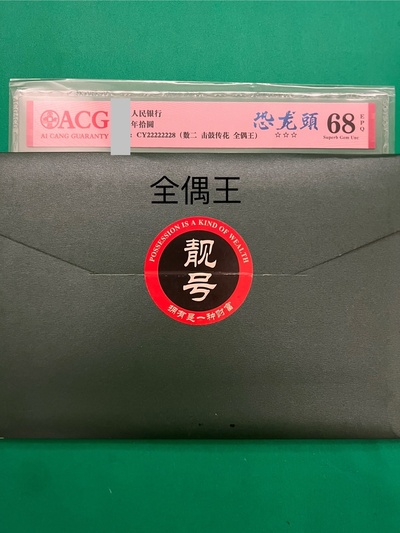 ACG
AI CANG GUARANTY
人民银行
年拾圆
: CY22222228 (数二 击鼓传花 全偶王)
恐龙頭
☆☆☆
68
EPQ
Superb Gem Unc
全偶王
POSSESSION IS A KIND OF WEALTH
靓号
拥有是一种财富